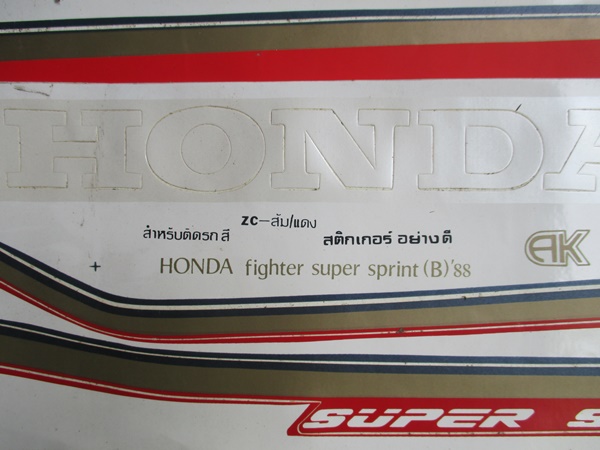 HONDA
zc-ส้ม/แดง
สำหรับติดรถสี สติกเกอร์ อย่างดี
AK
HONDA fighter super sprint (B)'88
SUPER S